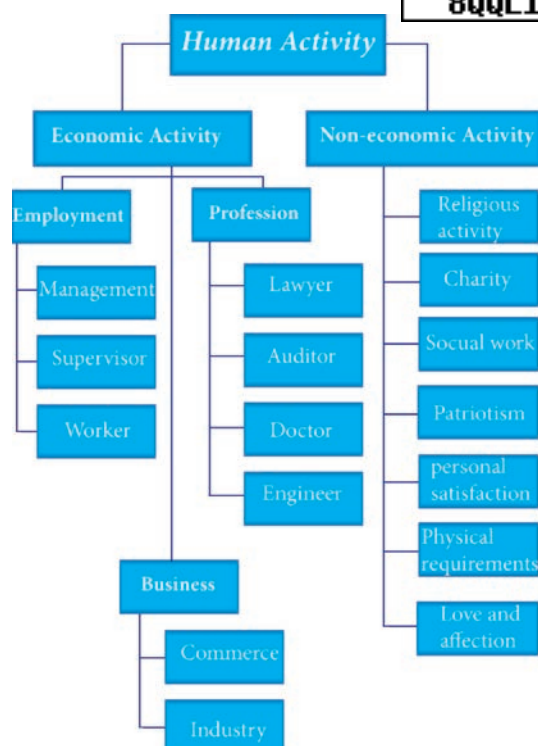 8QQL1
Human Activity
Economic Activity
Non-economic Activity
Employment
Profession
Management
Supervisor
Worker
Lawyer
Auditor
Doctor
Engineer
Business
Commerce
Industry
Religious
activity
Charity
Socual work
Patriotism
personal
satisfaction
Physical
requirements
Love and
affection